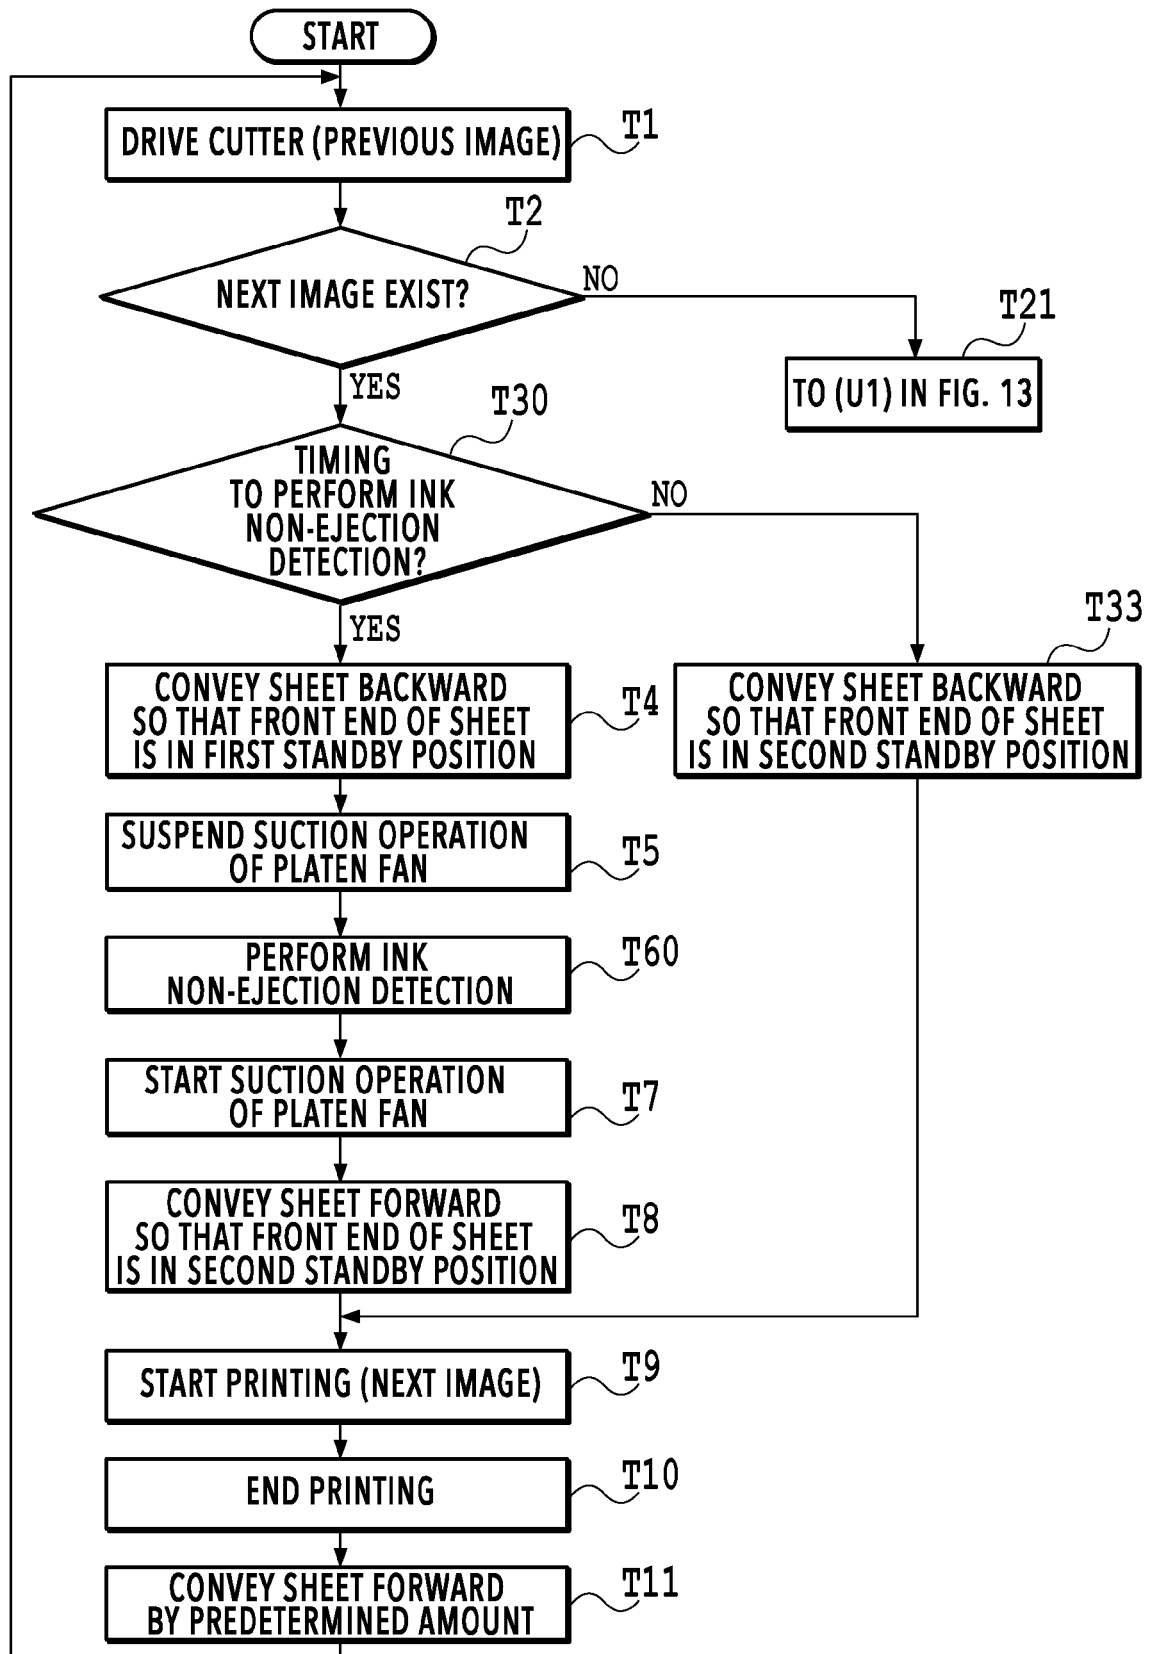 START
DRIVE CUTTER (PREVIOUS IMAGE)
T1
T2
NEXT IMAGE EXIST?
NO
T21
TO (U1) IN FIG. 13
YES
T30
TIMING
TO PERFORM INK
NON-EJECTION
DETECTION?
NO
YES
T33
CONVEY SHEET BACKWARD
SO THAT FRONT END OF SHEET
IS IN FIRST STANDBY POSITION
T4
CONVEY SHEET BACKWARD
SO THAT FRONT END OF SHEET
IS IN SECOND STANDBY POSITION
SUSPEND SUCTION OPERATION
OF PLATEN FAN
T5
PERFORM INK
NON-EJECTION DETECTION
T60
START SUCTION OPERATION
OF PLATEN FAN
T7
CONVEY SHEET FORWARD
SO THAT FRONT END OF SHEET
IS IN SECOND STANDBY POSITION
T8
START PRINTING (NEXT IMAGE)
T9
END PRINTING
T10
CONVEY SHEET FORWARD
BY PREDETERMINED AMOUNT
T11